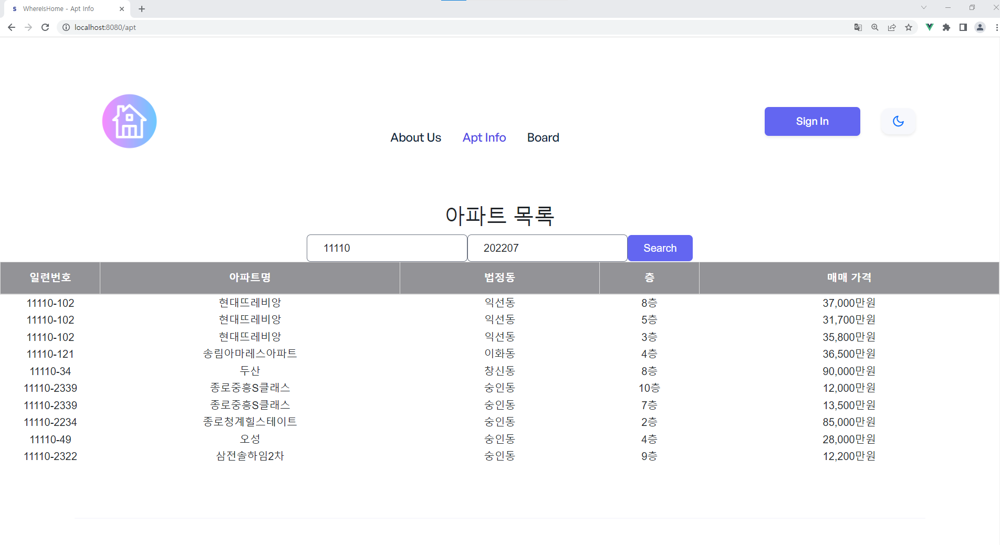 S WhereIsHome - Apt Info
localhost:8080/apt
About Us Apt Info Board
Sign In
아파트 목록
11110 202207 Search
일련번호 아파트명 법정동 층 매매 가격
11110-102 현대뜨레비앙 익선동 8층 37,000만원
11110-102 현대뜨레비앙 익선동 5층 31,700만원
11110-102 현대뜨레비앙 익선동 3층 35,800만원
11110-121 송림아마레스아파트 이화동 4층 36,500만원
11110-34 두산 창신동 8층 90,000만원
11110-2339 종로중흥S클래스 숭인동 10층 12,000만원
11110-2339 종로중흥S클래스 숭인동 7층 13,500만원
11110-2234 종로청계힐스테이트 숭인동 2층 85,000만원
11110-49 오성 숭인동 4층 28,000만원
11110-2322 삼전솔하임2차 숭인동 9층 12,200만원